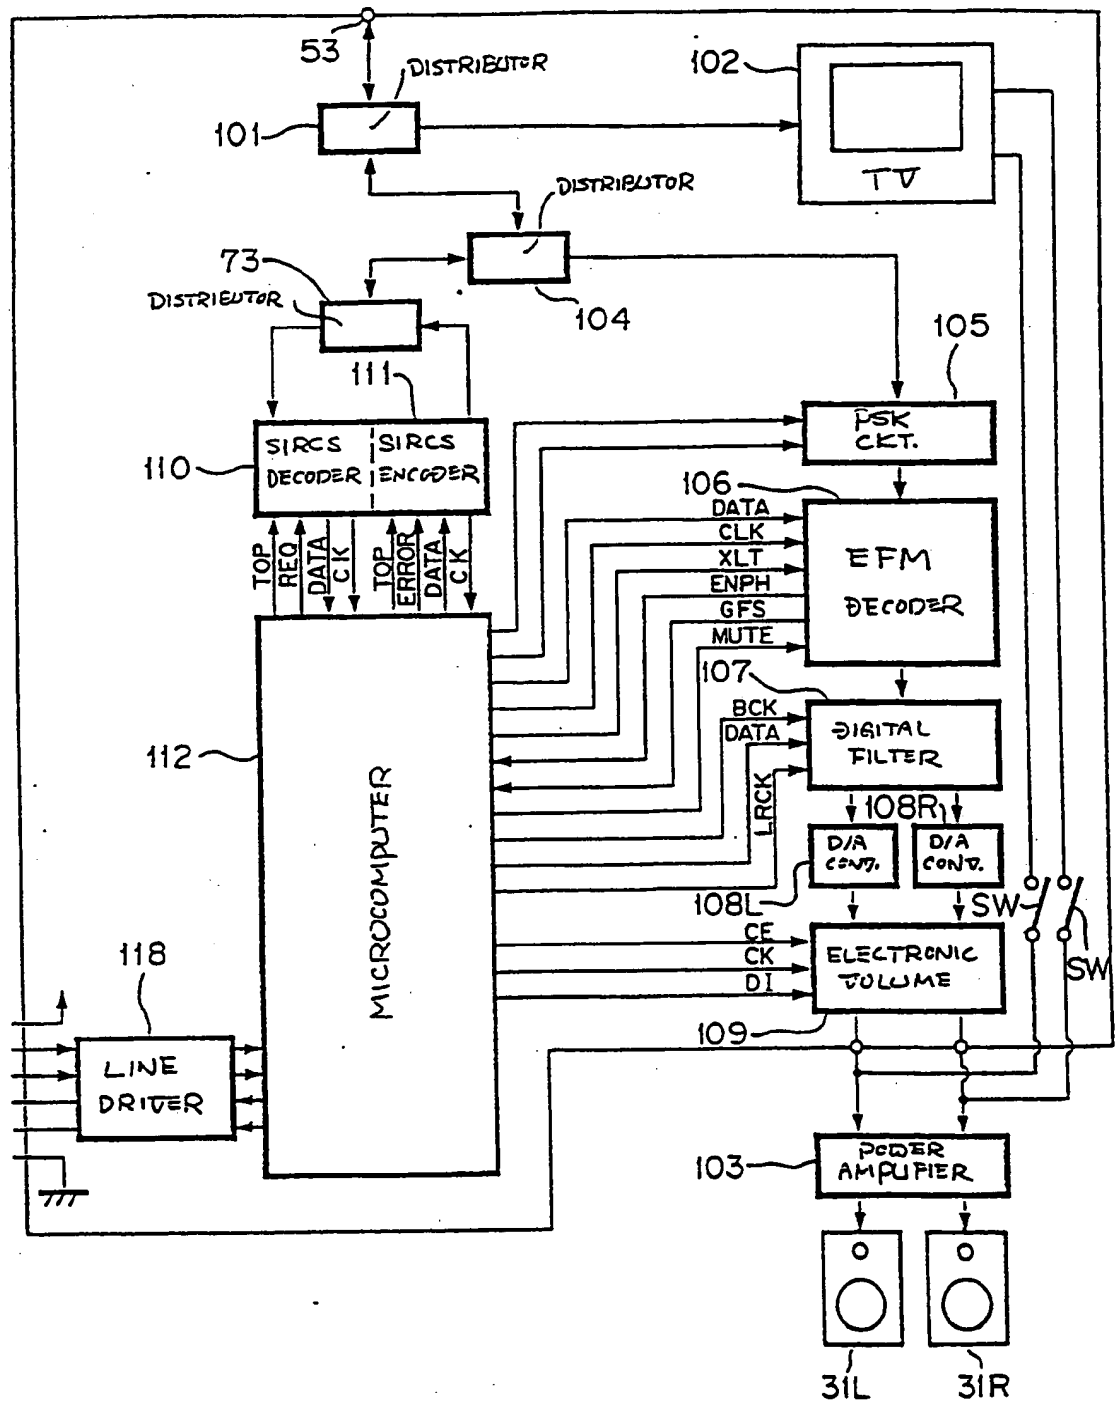 53
DISTRIBUTOR
101
102
TV
DISTRIBUTOR
104
73
DISTRIBUTOR
105
PSK
CKT.
111
110
SIRCS
DECODER
SIRCS
ENCODER
TOP
REQ
DATA
CK
TOP
ERROR
DATA
CK
106
DATA
CLK
XLT
ENPH
GFS
MUTE
EFM
DECODER
107
BCK
DATA
LRCK
DIGITAL
FILTER
112
MICROCOMPUTER
108R
D/A
CONV.
D/A
CONV.
108L
SW
SW
CE
CK
DI
ELECTRONIC
VOLUME
109
118
LINE
DRIVER
103
POWER
AMPLIFIER
31L
31R